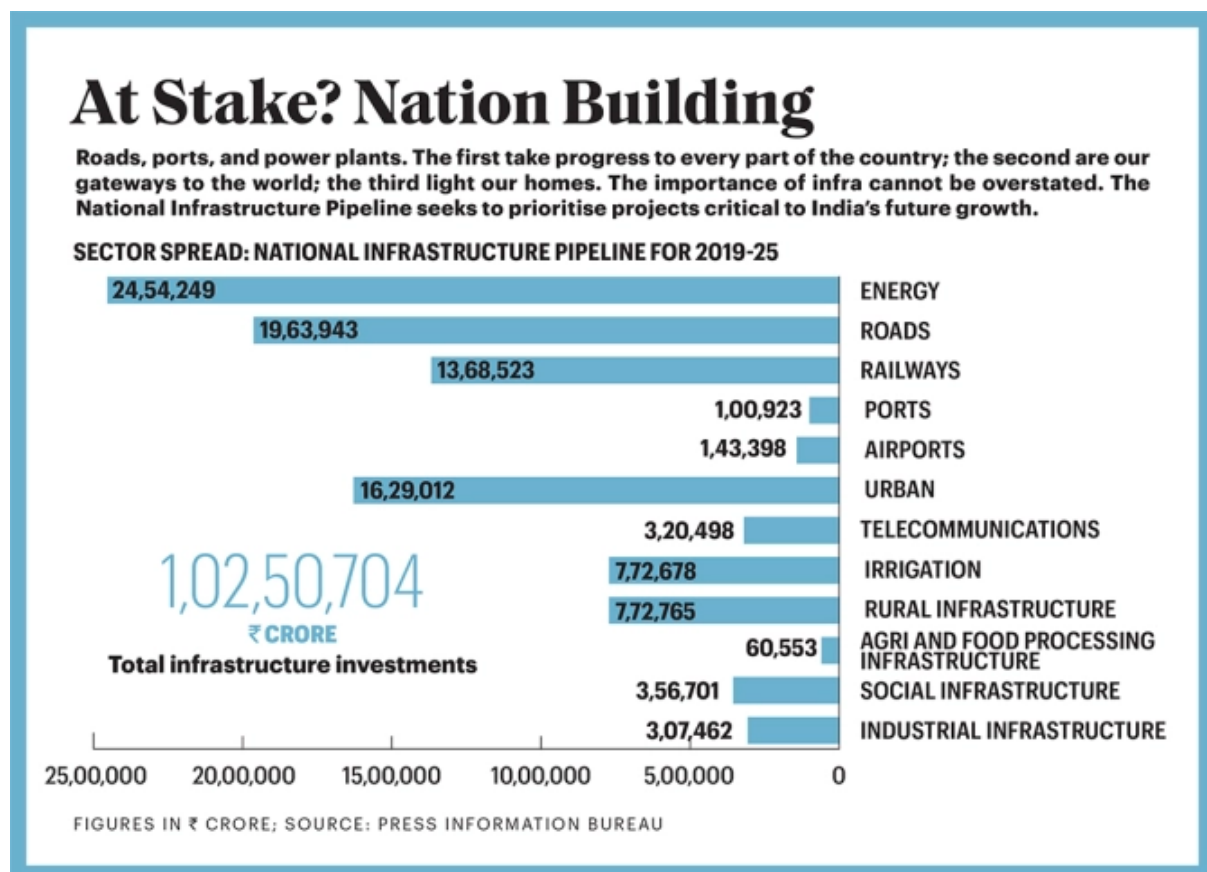 At Stake? Nation Building
Roads, ports, and power plants. The first take progress to every part of the country; the second are our
gateways to the world; the third light our homes. The importance of infra cannot be overstated. The
National Infrastructure Pipeline seeks to prioritise projects critical to India's future growth.
SECTOR SPREAD: NATIONAL INFRASTRUCTURE PIPELINE FOR 2019-25
24,54,249 ENERGY
19,63,943 ROADS
13,68,523 RAILWAYS
1,00,923 PORTS
1,43,398 AIRPORTS
16,29,012 URBAN
3,20,498 TELECOMMUNICATIONS
7,72,678 IRRIGATION
7,72,765 RURAL INFRASTRUCTURE
60,553 AGRI AND FOOD PROCESSING
INFRASTRUCTURE
3,56,701 SOCIAL INFRASTRUCTURE
3,07,462 INDUSTRIAL INFRASTRUCTURE
1,02,50,704
₹ CRORE
Total infrastructure investments
25,00,000 20,00,000 15,00,000 10,00,000 5,00,000 0
FIGURES IN ₹ CRORE; SOURCE: PRESS INFORMATION BUREAU